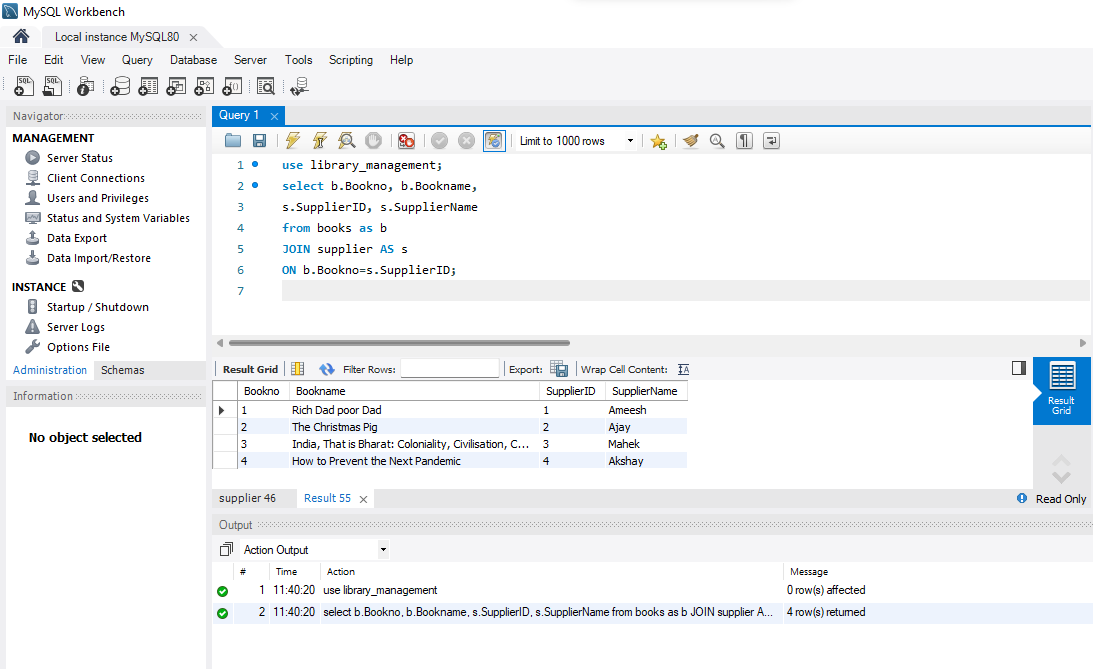 MySQL Workbench
Local instance MySQL80
File Edit View Query Database Server Tools Scripting Help
Navigator
MANAGEMENT
Server Status
Client Connections
Users and Privileges
Status and System Variables
Data Export
Data Import/Restore
INSTANCE
Startup / Shutdown
Server Logs
Options File
Administration Schemas
Information
No object selected
Query 1
Limit to 1000 rows
1 use library_management;
2 select b.Bookno, b.Bookname,
3 s.SupplierID, s.SupplierName
4 from books as b
5 JOIN supplier AS s
6 ON b.Bookno=s.SupplierID;
7
Result Grid Filter Rows: Export: Wrap Cell Content:
Bookno Bookname SupplierID SupplierName
1 Rich Dad poor Dad 1 Ameesh
2 The Christmas Pig 2 Ajay
3 India, That is Bharat: Coloniality, Civilisation, C... 3 Mahek
4 How to Prevent the Next Pandemic 4 Akshay
Result
Grid
supplier 46 Result 55 Read Only
Output
Action Output
# Time Action Message
1 11:40:20 use library_management 0 row(s) affected
2 11:40:20 select b.Bookno, b.Bookname, s.SupplierID, s.SupplierName from books as b JOIN supplier A... 4 row(s) returned